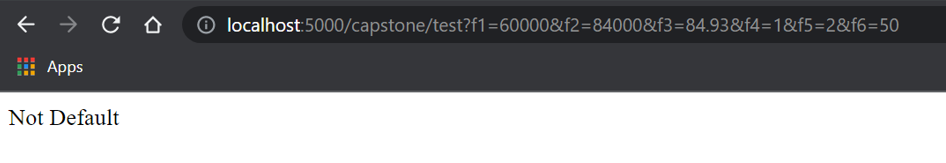 localhost:5000/capstone/test?f1=60000&f2=84000&f3=84.93&f4=1&f5=2&f6=50
Apps
Not Default